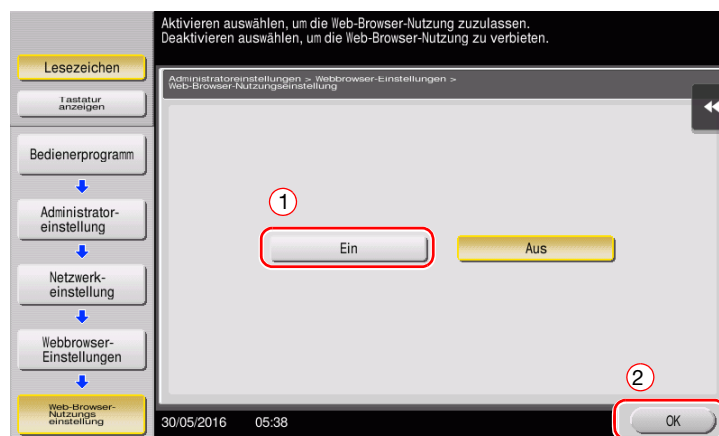 Aktivieren auswählen, um die Web-Browser-Nutzung zuzulassen.
Deaktivieren auswählen, um die Web-Browser-Nutzung zu verbieten.
Lesezeichen
Tastatur
anzeigen
Administratoreinstellungen > Webbrowser-Einstellungen >
Web-Browser-Nutzungseinstellung
Bedienerprogramm
Administrator-
einstellung
Netzwerk-
einstellung
Webbrowser-
Einstellungen
Web-Browser-
Nutzungs
einstellung
1
Ein
Aus
2
30/05/2016 05:38
OK